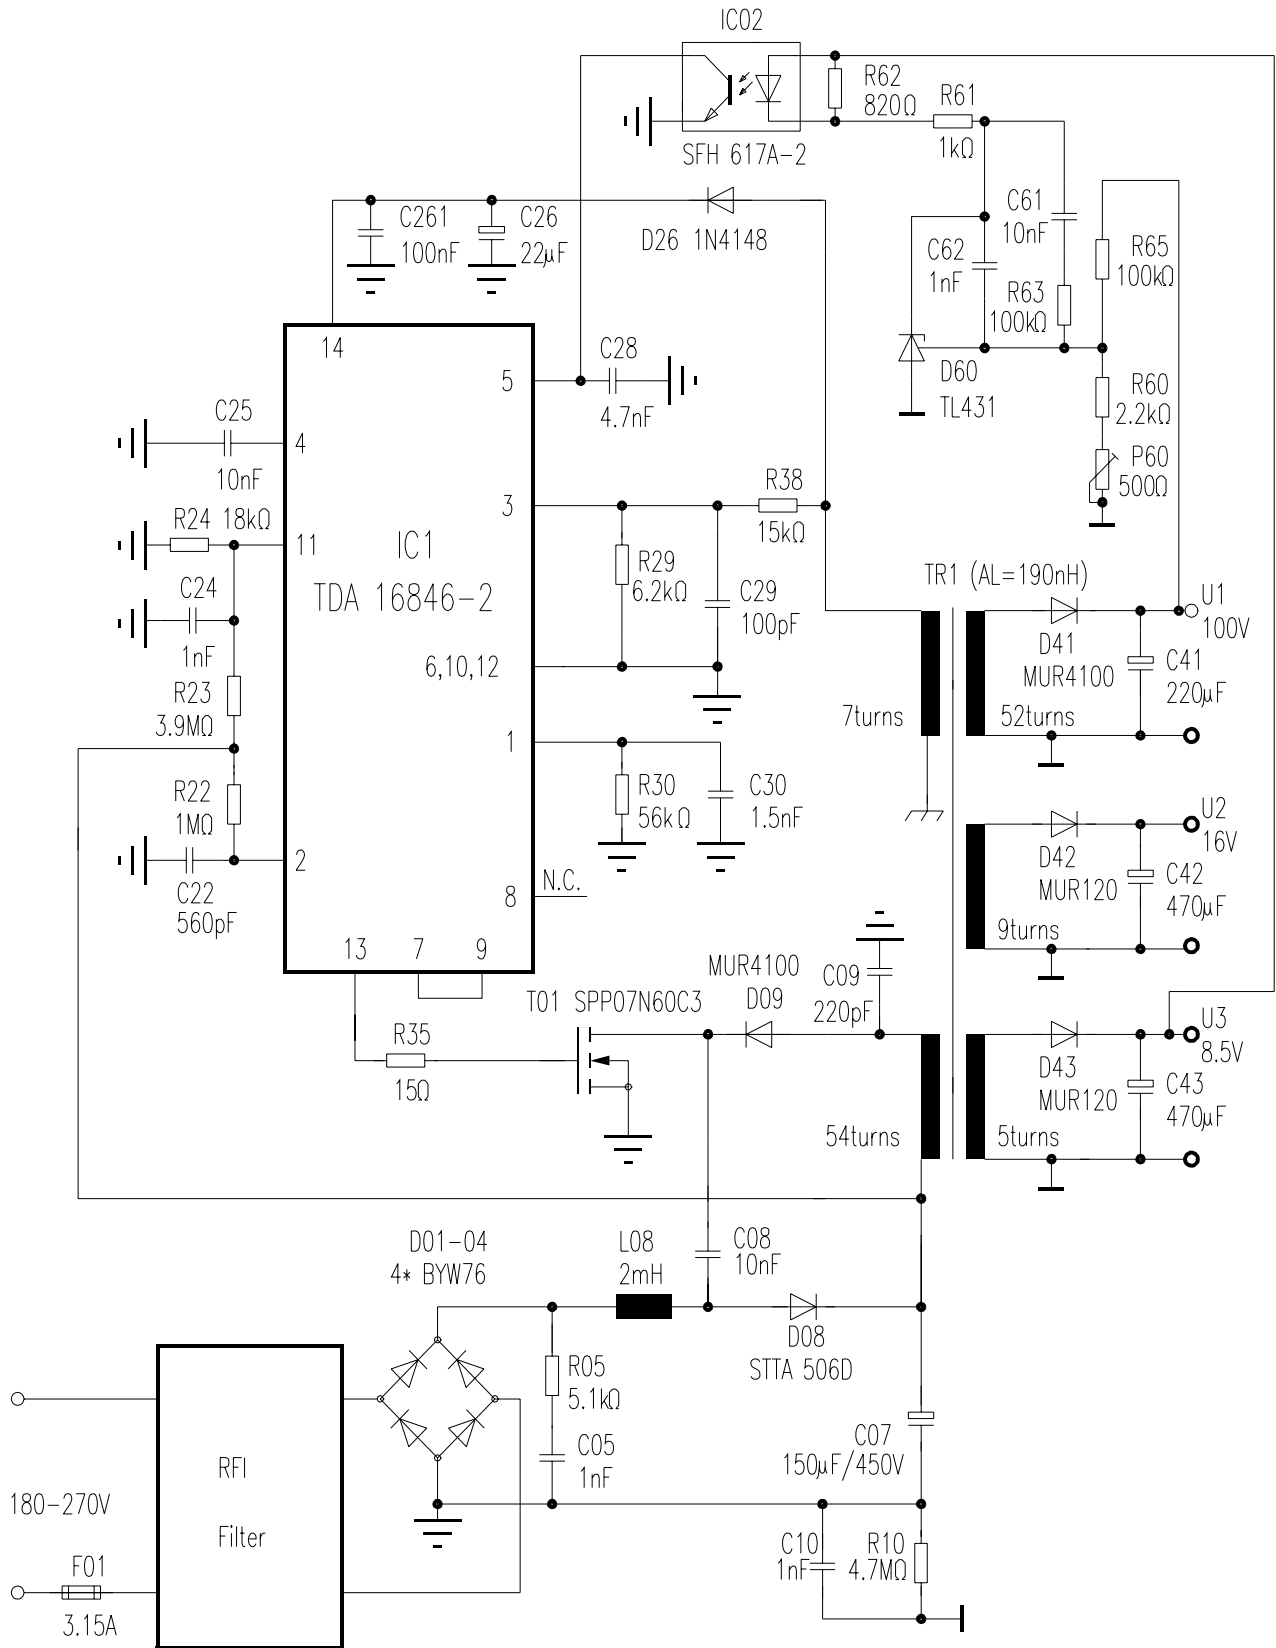 IC02
R62
820Ω
R61
1kΩ
SFH 617A-2
C261
100nF
C26
22µF
D26 1N4148
C61
10nF
C62
1nF
R63
100kΩ
R65
100kΩ
14
5
C28
4.7nF
D60
TL431
R60
2.2kΩ
P60
500Ω
C25
10nF
4
3
R38
15kΩ
R24 18kΩ
11
IC1
TDA 16846-2
R29
6.2kΩ
C29
100pF
TR1 (AL=190nH)
C24
1nF
6,10,12
D41
MUR4100
U1
100V
C41
220µF
R23
3.9MΩ
7turns
52turns
1
R22
1MΩ
R30
56kΩ
C30
1.5nF
2
C22
560pF
8
N.C.
D42
MUR120
U2
16V
C42
470µF
9turns
13
7
9
MUR4100
D09
C09
220pF
T01 SPP07N60C3
R35
15Ω
D43
MUR120
U3
8.5V
C43
470µF
54turns
5turns
D01-04
4* BYW76
L08
2mH
C08
10nF
D08
STTA 506D
R05
5.1kΩ
C05
1nF
C07
150µF/450V
RFI
Filter
180-270V
F01
3.15A
C10
1nF
R10
4.7MΩ